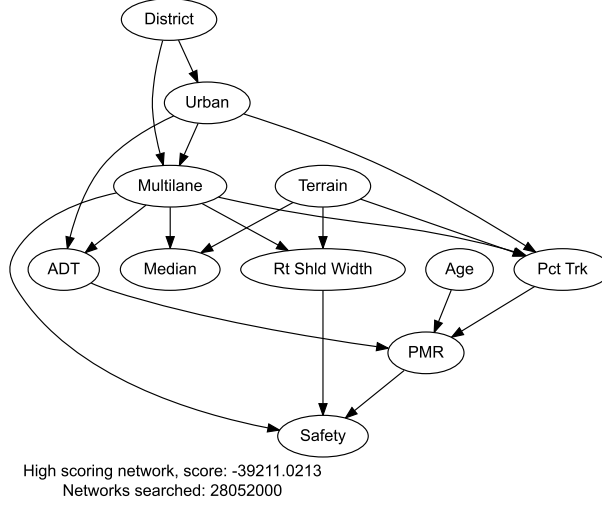 District
Urban
Multilane
Terrain
ADT
Median
Rt Shld Width
Age
Pct Trk
PMR
Safety
High scoring network, score: -39211.0213
Networks searched: 28052000